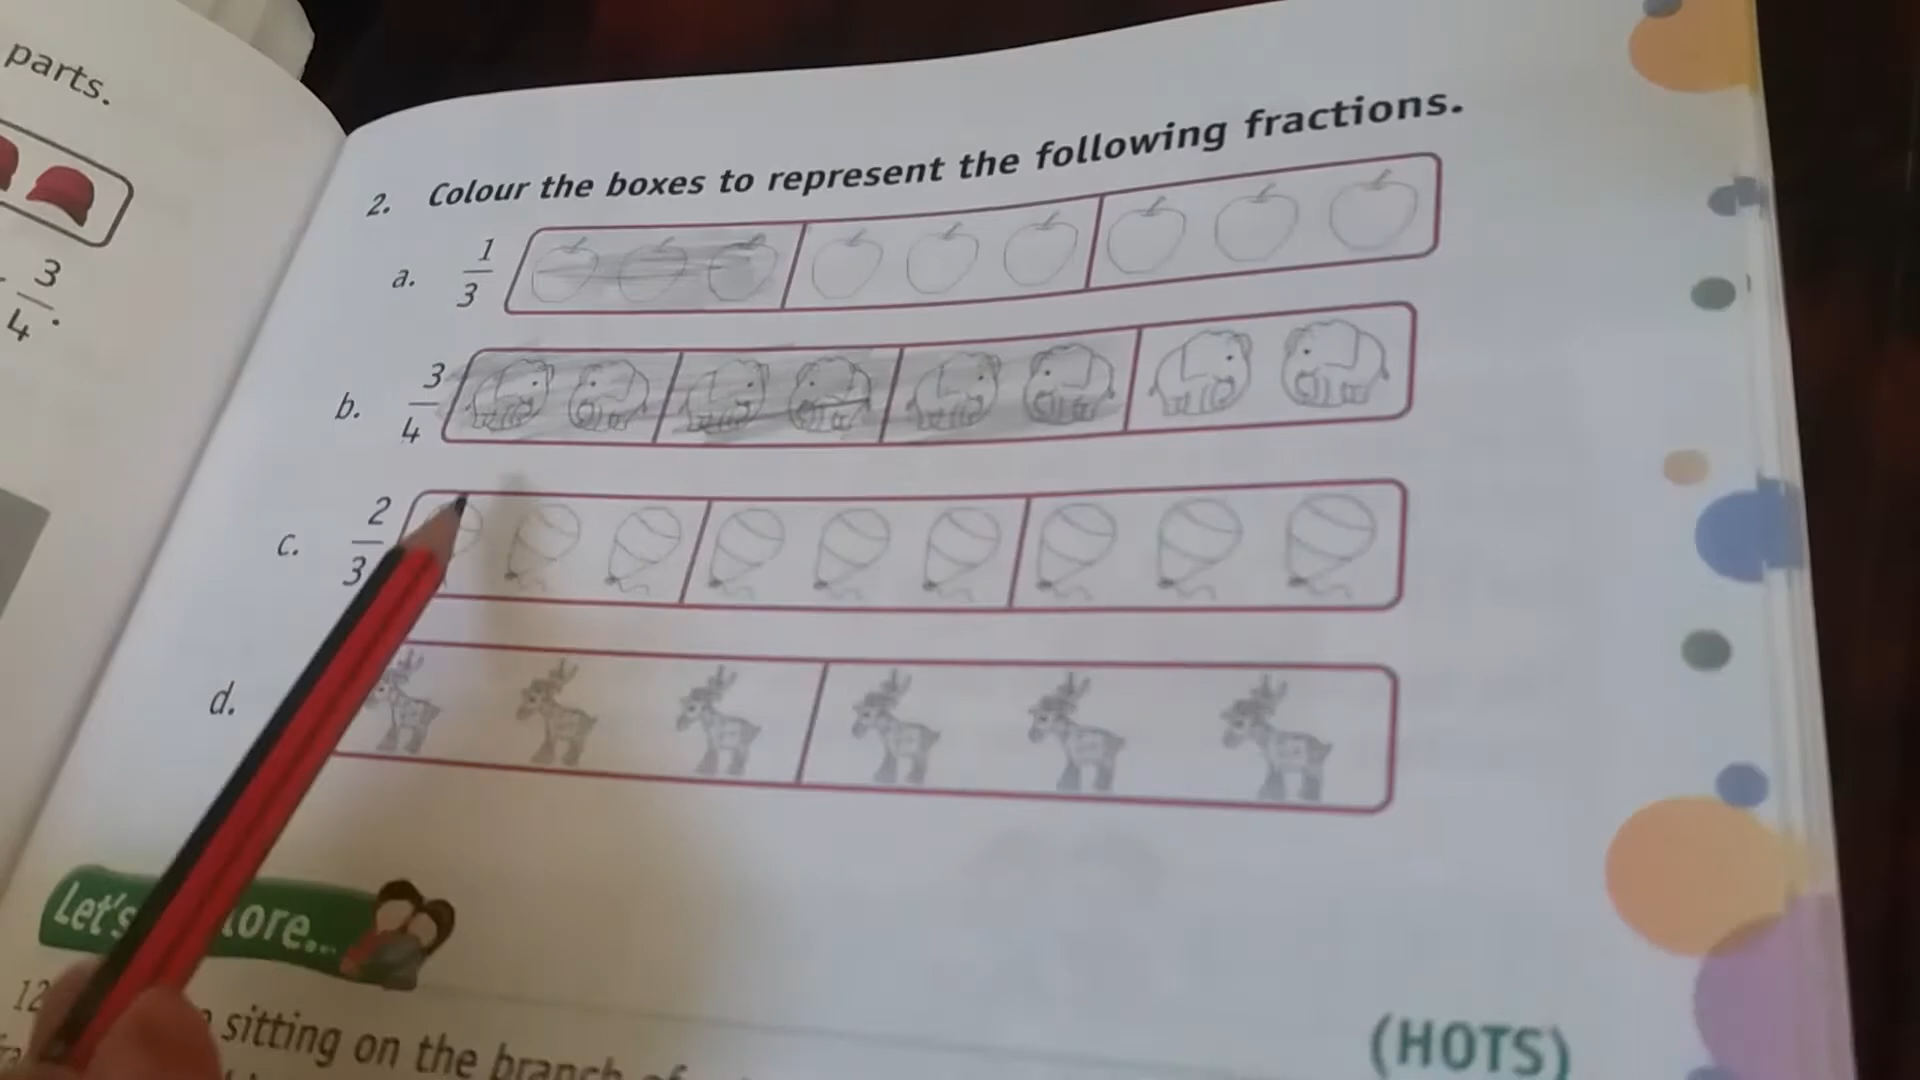 parts.
3
4.
2. Colour the boxes to represent the following fractions.
a. 1
3
b. 3
4
c. 2
3
d.
Let's
12
sitting on the branch of
(HOTS)